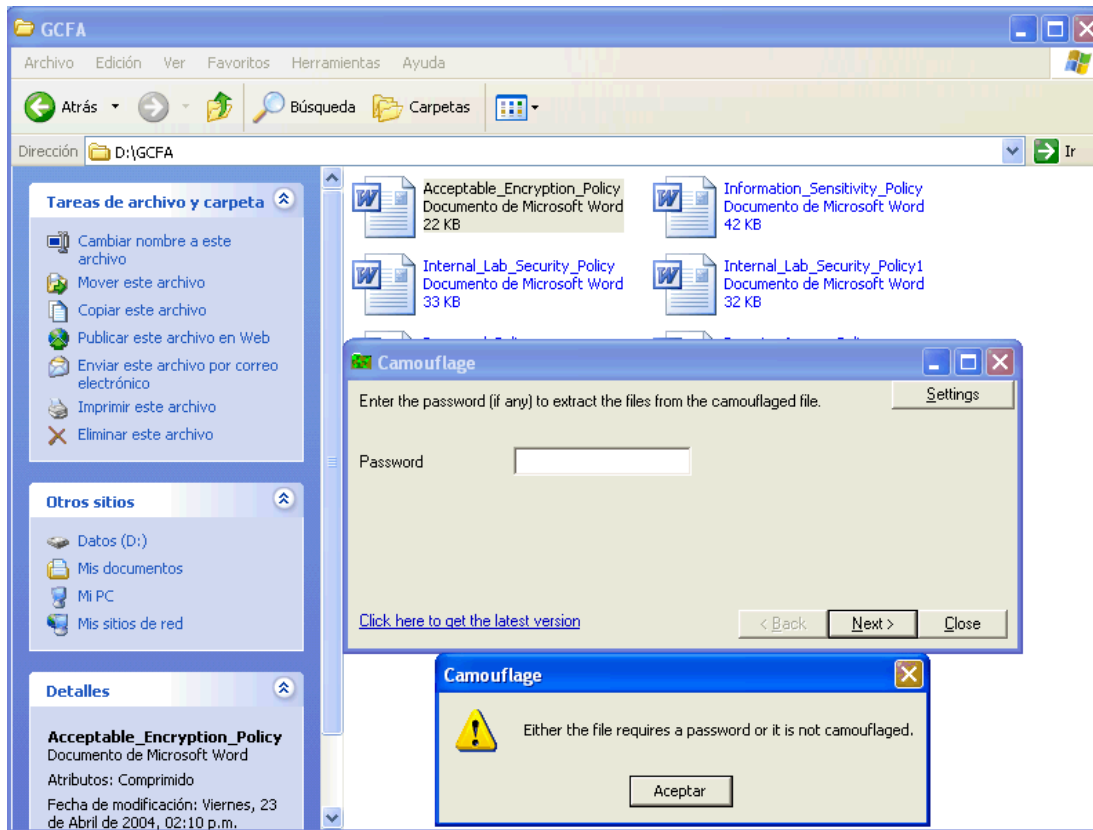 GCFA
Archivo Edición Ver Favoritos Herramientas Ayuda
Atrás Búsqueda Carpetas
Dirección D:\GCFA Ir
Tareas de archivo y carpeta
Cambiar nombre a este
archivo
Mover este archivo
Copiar este archivo
Publicar este archivo en Web
Enviar este archivo por correo
electrónico
Imprimir este archivo
Eliminar este archivo
Otros sitios
Datos (D:)
Mis documentos
Mi PC
Mis sitios de red
Detalles
Acceptable_Encryption_Policy
Documento de Microsoft Word
Atributos: Comprimido
Fecha de modificación: Viernes, 23
de Abril de 2004, 02:10 p.m.
Acceptable_Encryption_Policy
Documento de Microsoft Word
22 KB
Information_Sensitivity_Policy
Documento de Microsoft Word
42 KB
Internal_Lab_Security_Policy
Documento de Microsoft Word
33 KB
Internal_Lab_Security_Policy1
Documento de Microsoft Word
32 KB
Camouflage
Settings
Enter the password (if any) to extract the files from the camouflaged file.
Password
Click here to get the latest version
< Back Next > Close
Camouflage
Either the file requires a password or it is not camouflaged.
Aceptar